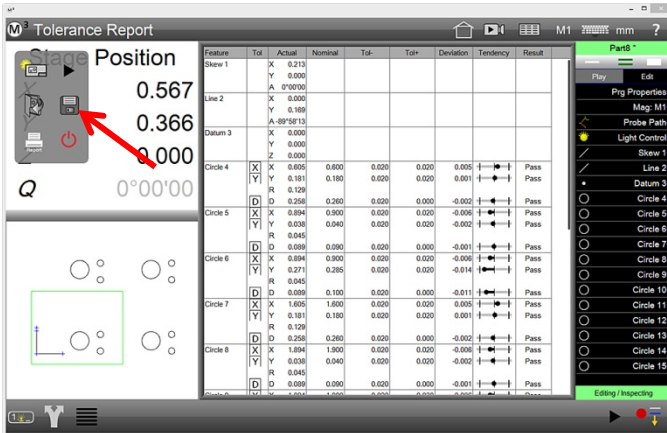 M³
M³ Tolerance Report M1 mm ?
Stage Position
0.567
0.366
0.000
Q 0°00'00
Feature Tol Actual Nominal Tol- Tol+ Deviation Tendency Result
Skew 1 X 0.213
Y 0.000
A 0°00'00
Line 2 X 0.000
Y 0.169
A -89°58'13
Datum 3 X 0.000
Y 0.000
Z 0.000
Circle 4 X X 0.605 0.600 0.020 0.020 0.005 Pass
Y Y 0.181 0.180 0.020 0.020 0.001 Pass
R 0.129
D D 0.258 0.260 0.020 0.000 -0.002 Pass
Circle 5 X X 0.894 0.900 0.020 0.020 -0.006 Pass
Y Y 0.038 0.040 0.020 0.020 -0.002 Pass
R 0.045
D D 0.089 0.090 0.020 0.000 -0.001 Pass
Circle 6 X X 0.894 0.900 0.020 0.020 -0.006 Pass
Y Y 0.271 0.285 0.020 0.020 -0.014 Pass
R 0.045
D D 0.089 0.100 0.020 0.000 -0.011 Pass
Circle 7 X X 1.605 1.600 0.020 0.020 0.005 Pass
Y Y 0.181 0.180 0.020 0.020 0.001 Pass
R 0.129
D D 0.258 0.260 0.020 0.000 -0.002 Pass
Circle 8 X X 1.894 1.900 0.020 0.020 -0.006 Pass
Y Y 0.038 0.040 0.020 0.020 -0.002 Pass
R 0.045
D D 0.089 0.090 0.020 0.000 -0.001 Pass
Part8 *
Play Edit
Prg Properties
Mag: M1
Probe Path
Light Control
Skew 1
Line 2
Datum 3
Circle 4
Circle 5
Circle 6
Circle 7
Circle 8
Circle 9
Circle 10
Circle 11
Circle 12
Circle 13
Circle 14
Circle 15
Editing / Inspecting